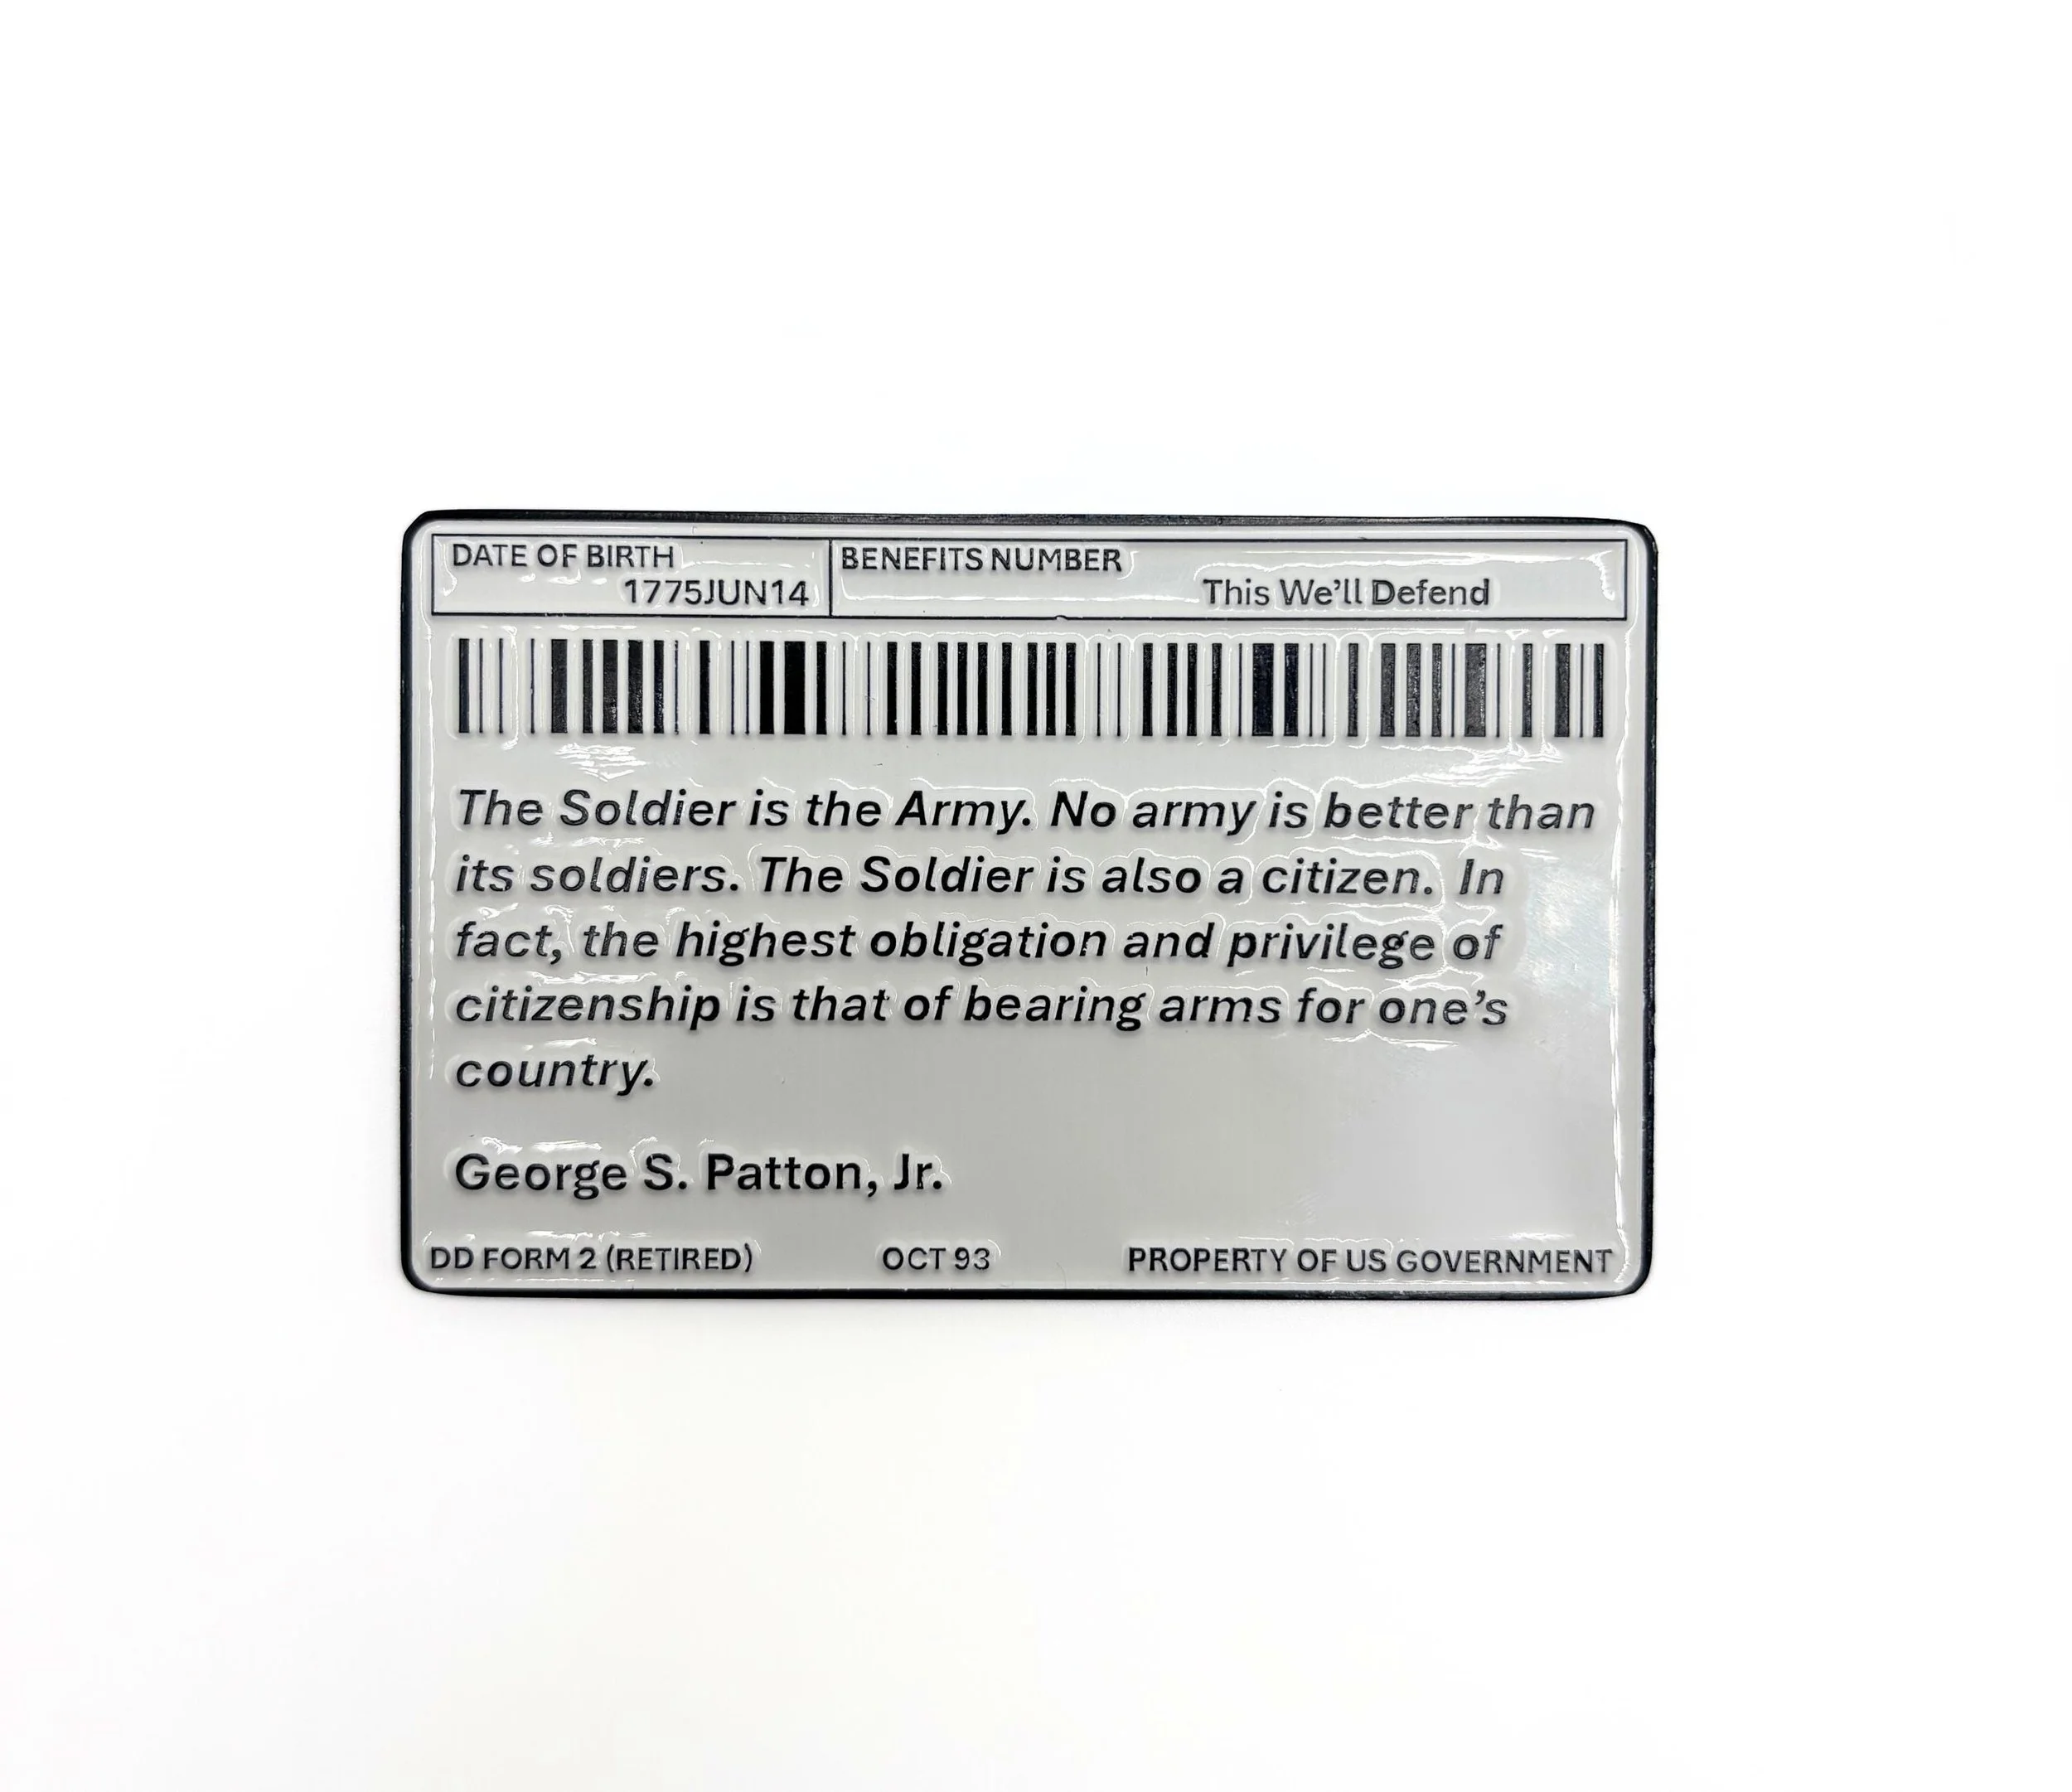 DATE OF BIRTH
1775JUN14
BENEFITS NUMBER
This We'll Defend
The Soldier is the Army. No army is better than
its soldiers. The Soldier is also a citizen. In
fact, the highest obligation and privilege of
citizenship is that of bearing arms for one's
country.
George S. Patton, Jr.
DD FORM 2 (RETIRED) OCT 93 PROPERTY OF US GOVERNMENT